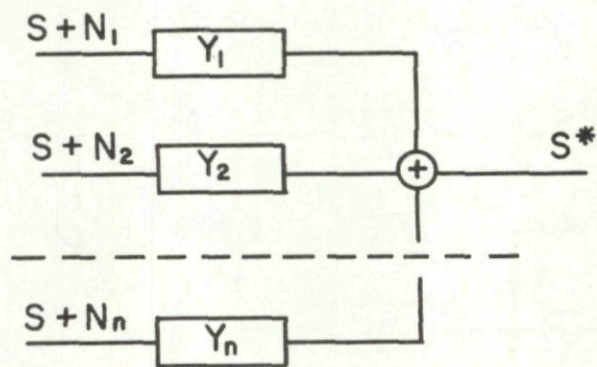 S + N₁ Y₁
S + N₂ Y₂ + S*
S + Nₙ Yₙ